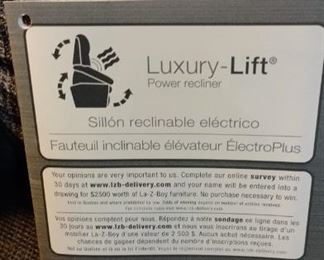 Luxury-Lift®
Power recliner
Sillón reclinable eléctrico
Fauteuil inclinable élévateur ÉlectroPlus
Your opinions are very important to us. Complete our online survey within
30 days at www.lzb-delivery.com and your name will be entered into a
drawing for $2500 worth of La-Z-Boy furniture. No purchase necessary to win.
Vos opinions comptent pour nous. Répondez à notre sondage en ligne dans les
30 jours au www.lzb-delivery.com et nous vous inscrirons au tirage d'un
mobilier La-Z-Boy d'une valeur de 2 500 $. Aucun achat nécessaire. Les
chances de gagner dépendent du nombre d'inscriptions reçues.